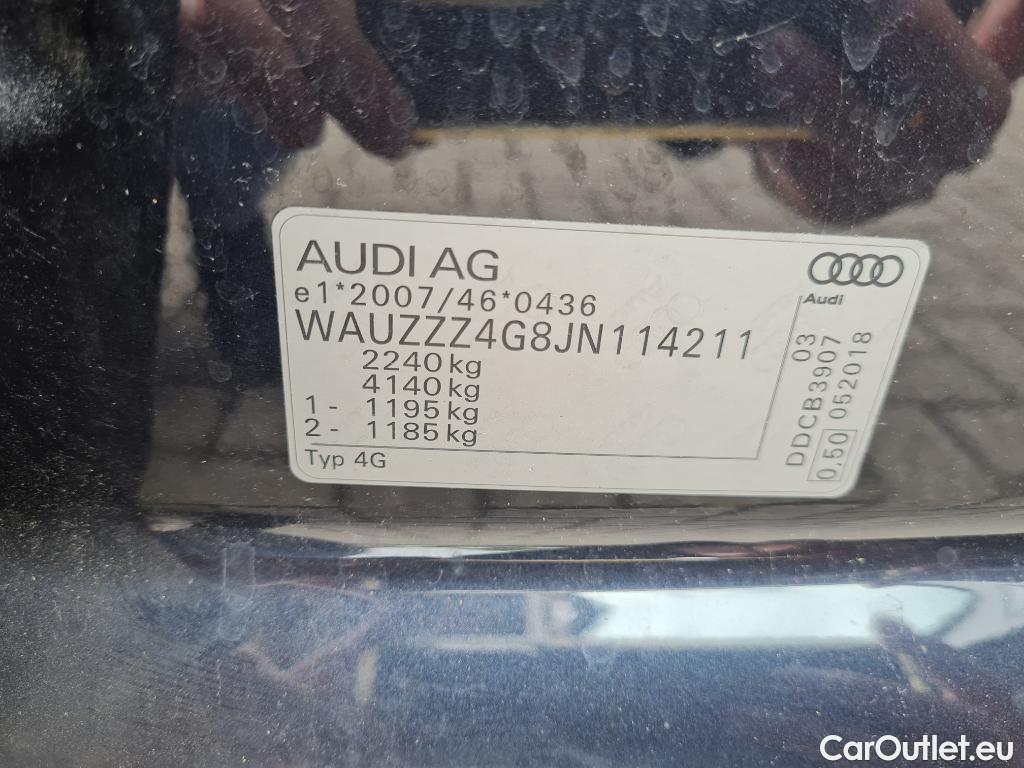 AUDI AG
e1*2007/46*0436
WAUZZZ4G8JN114211
2240 kg
4140 kg
1 - 1195 kg
2 - 1185 kg
Typ 4G
Audi
DDCB3907 03
0,50 052018
CarOutlet.eu